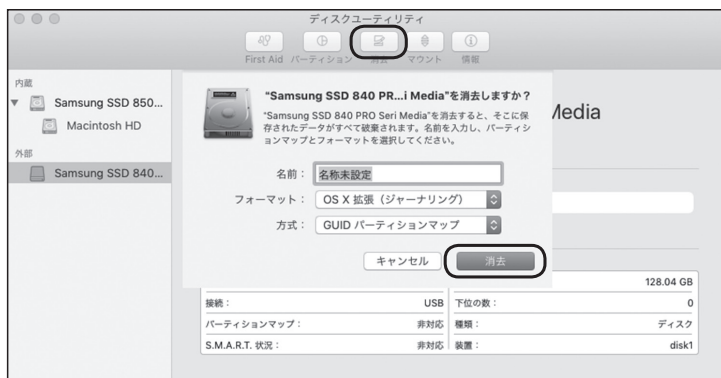 ディスクユーティリティ
First Aid パーティション 消去 マウント 情報
内蔵
Samsung SSD 850...
Macintosh HD
外部
Samsung SSD 840...
"Samsung SSD 840 PR...i Media"を消去しますか？
"Samsung SSD 840 PRO Seri Media"を消去すると、そこに保
存されたデータがすべて破棄されます。名前を入力し、パーティシ
ョンマップとフォーマットを選択してください。
Media
名前： 名称未設定
フォーマット： OS X 拡張（ジャーナリング）
方式： GUID パーティションマップ
キャンセル 消去
128.04 GB
接続： USB 下位の数： 0
パーティションマップ： 非対応 種類： ディスク
S.M.A.R.T. 状況： 非対応 装置： disk1